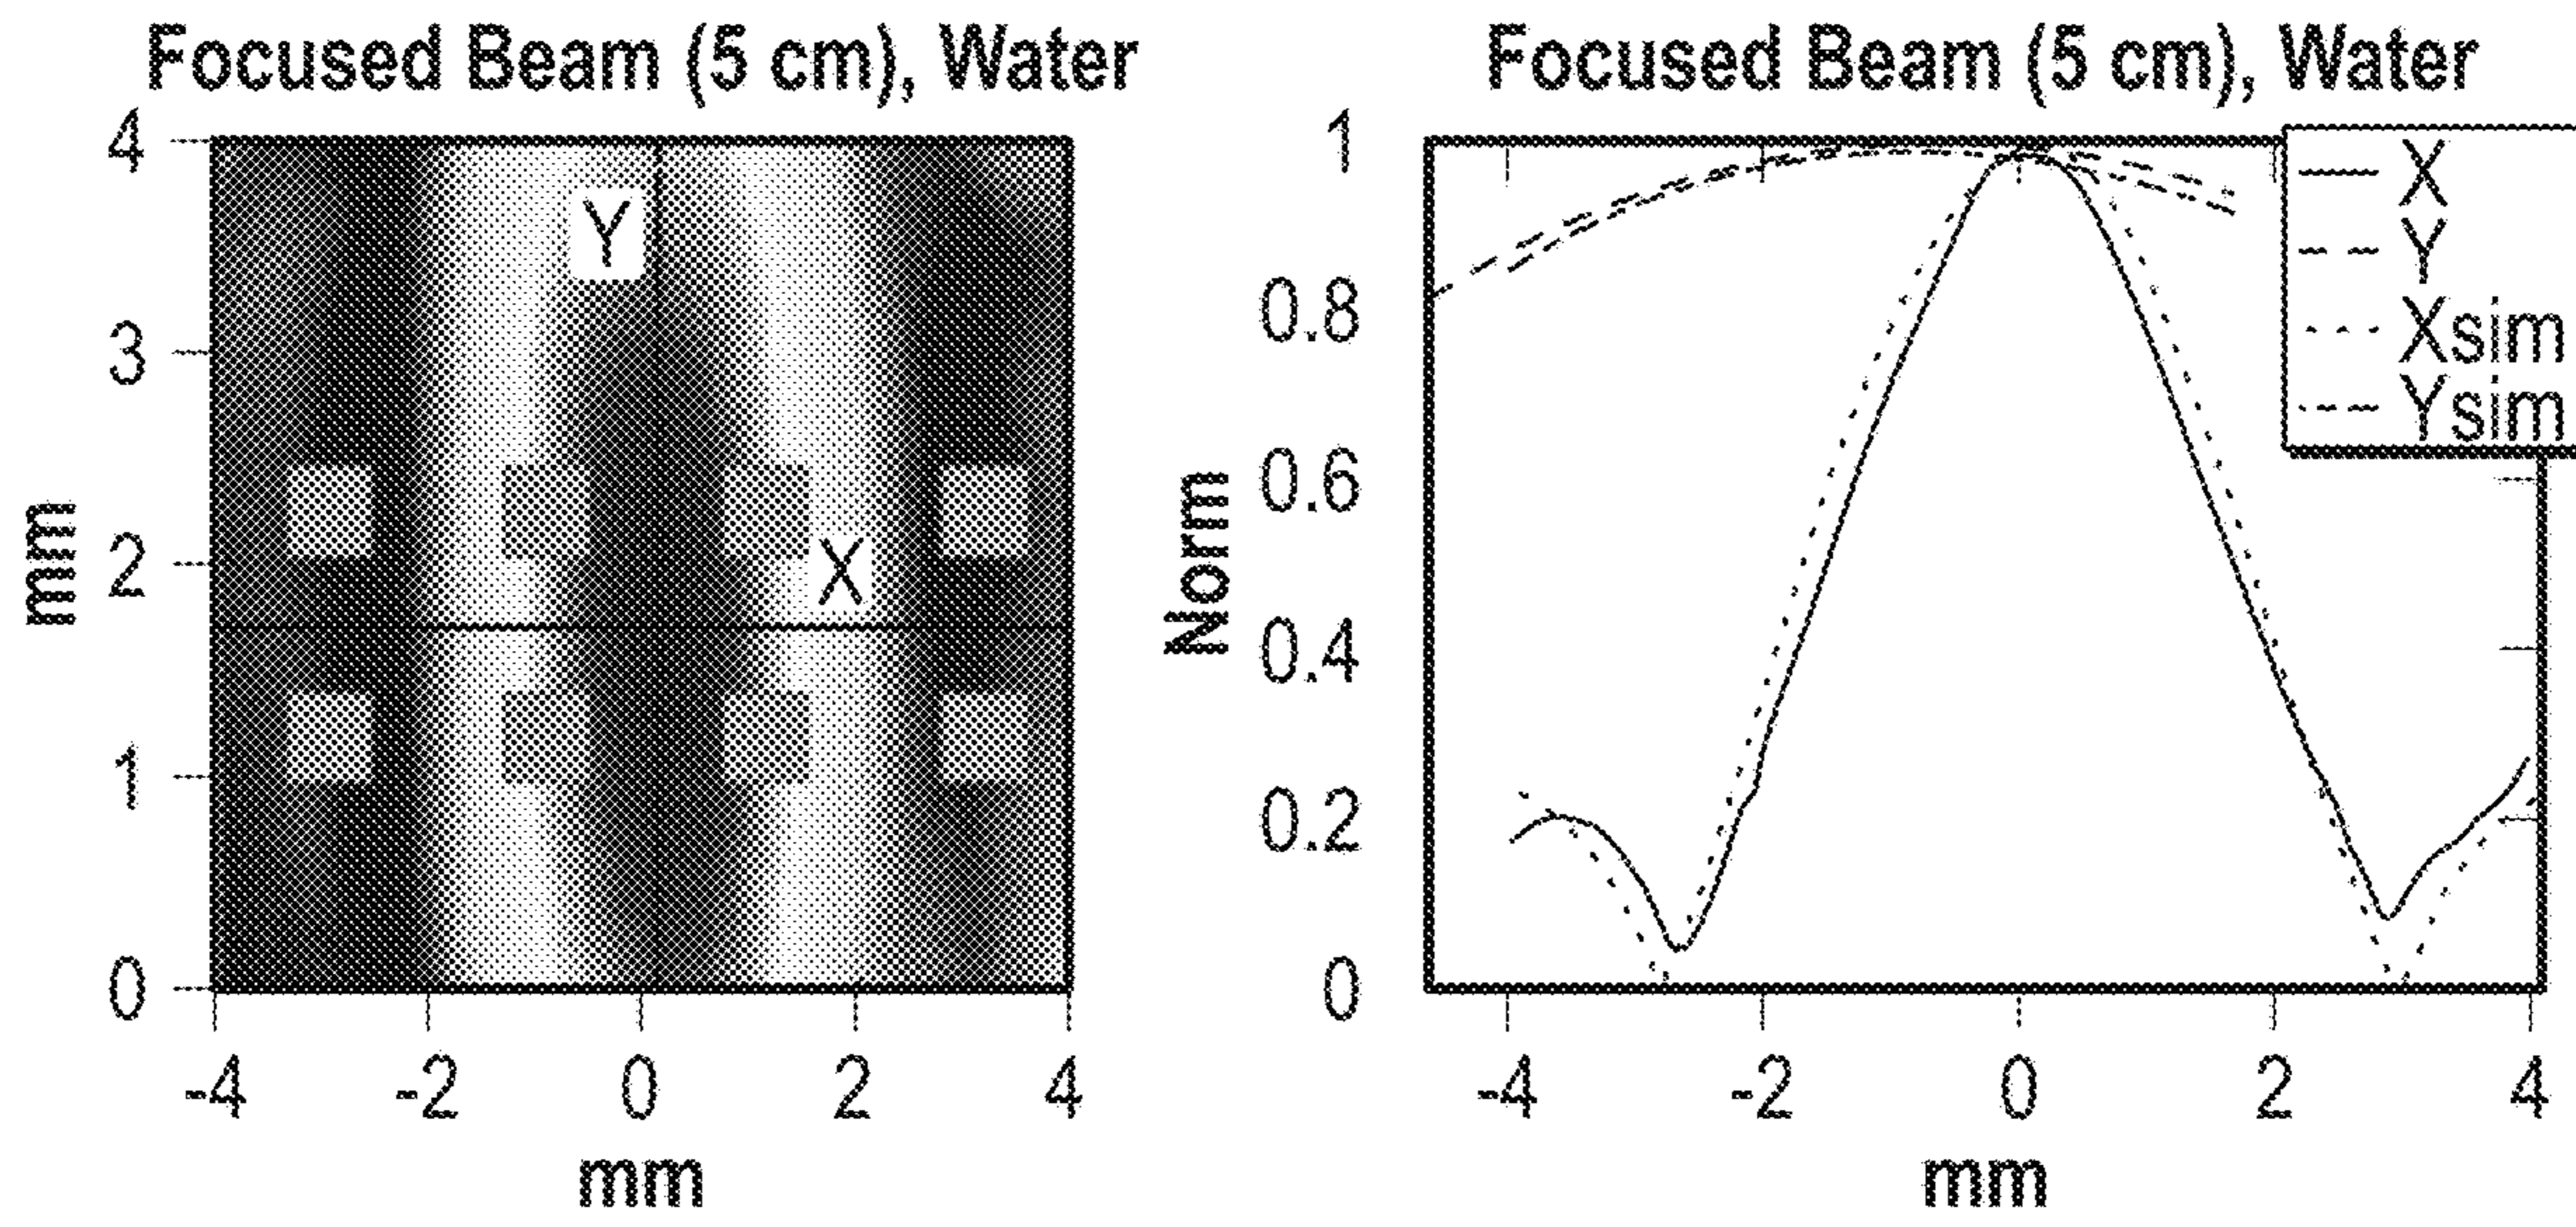 Focused Beam (5 cm), Water
4
3
2
1
0
mm
Y
X
-4 -2 0 2 4
mm
Focused Beam (5 cm), Water
1
0.8
0.6
0.4
0.2
0
Norm
X
Y
Xsim
Ysim
-4 -2 0 2 4
mm